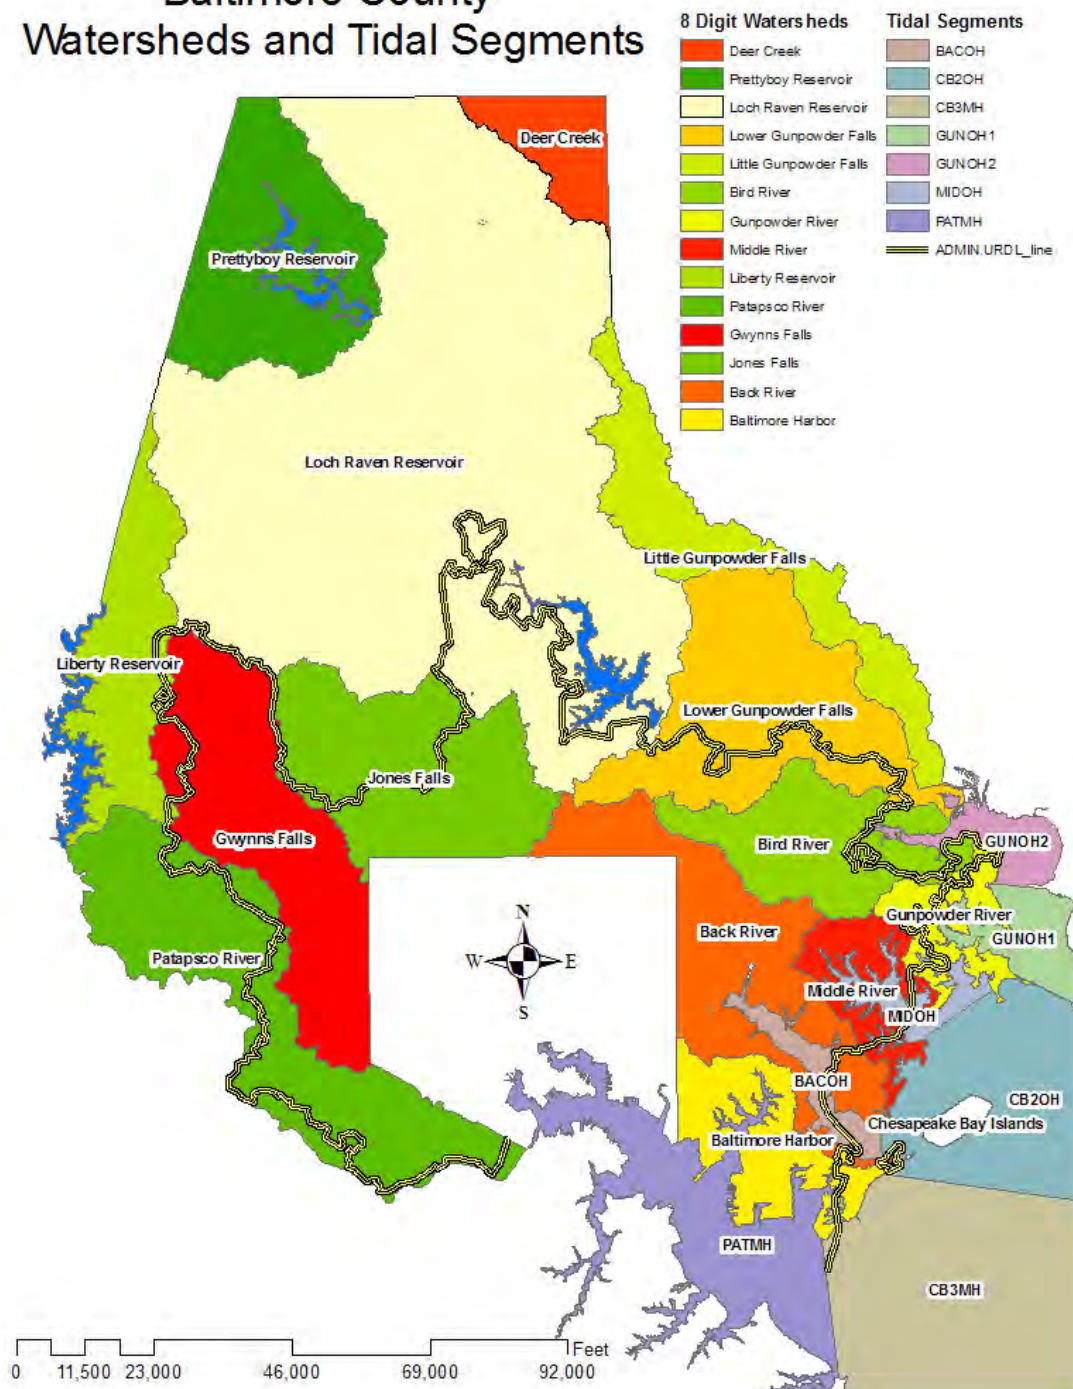 Baltimore County
Watersheds and Tidal Segments
8 Digit Watersheds
Deer Creek
Prettyboy Reservoir
Loch Raven Reservoir
Lower Gunpowder Falls
Little Gunpowder Falls
Bird River
Gunpowder River
Middle River
Liberty Reservoir
Patapsco River
Gwynns Falls
Jones Falls
Back River
Baltimore Harbor
Tidal Segments
BACOH
CB2OH
CB3MH
GUNOH1
GUNOH2
MIDOH
PATMH
ADMIN.URDL_line
Deer Creek
Prettyboy Reservoir
Loch Raven Reservoir
Little Gunpowder Falls
Liberty Reservoir
Lower Gunpowder Falls
Jones Falls
Gwynns Falls
Bird River
GUNOH2
Gunpowder River
Back River
GUNOH1
Patapsco River
N
W
E
S
Middle River
MIDOH
BACOH
CB2OH
Chesapeake Bay Islands
Baltimore Harbor
PATMH
CB3MH
Feet
0 11,500 23,000 46,000 69,000 92,000